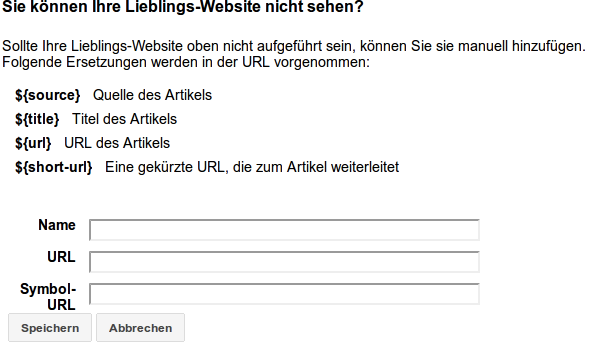 Sie können Ihre Lieblings-Website nicht sehen?
Sollte Ihre Lieblings-Website oben nicht aufgeführt sein, können Sie sie manuell hinzufügen.
Folgende Ersetzungen werden in der URL vorgenommen:
${source} Quelle des Artikels
${title} Titel des Artikels
${url} URL des Artikels
${short-url} Eine gekürzte URL, die zum Artikel weiterleitet
Name
URL
Symbol-
URL
Speichern Abbrechen